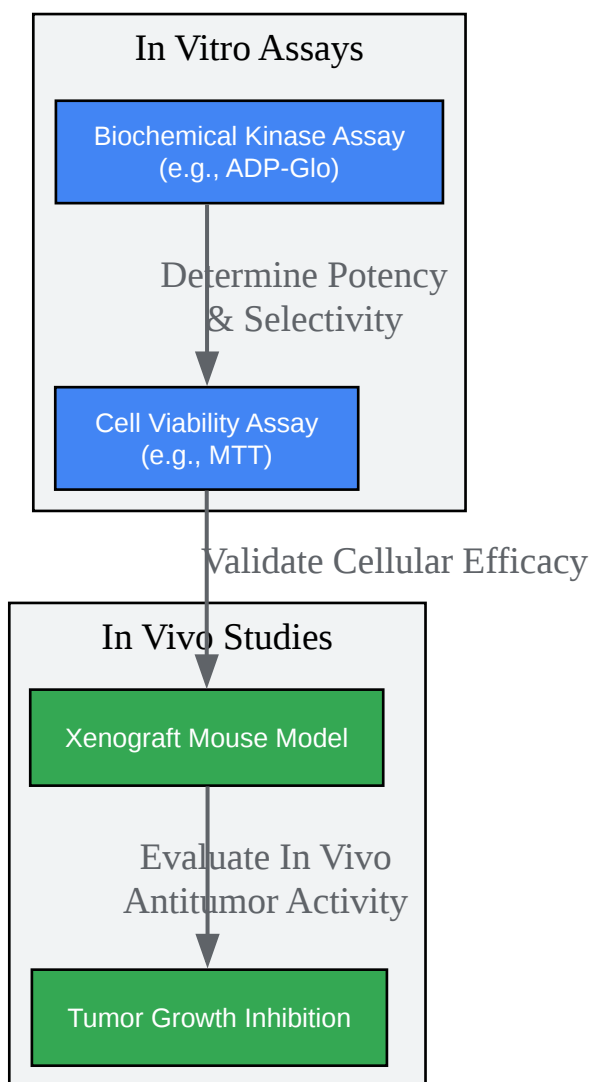 In Vitro Assays
Biochemical Kinase Assay
(e.g., ADP-Glo)
Determine Potency
& Selectivity
Cell Viability Assay
(e.g., MTT)
Validate Cellular Efficacy
In Vivo Studies
Xenograft Mouse Model
Evaluate In Vivo
Antitumor Activity
Tumor Growth Inhibition